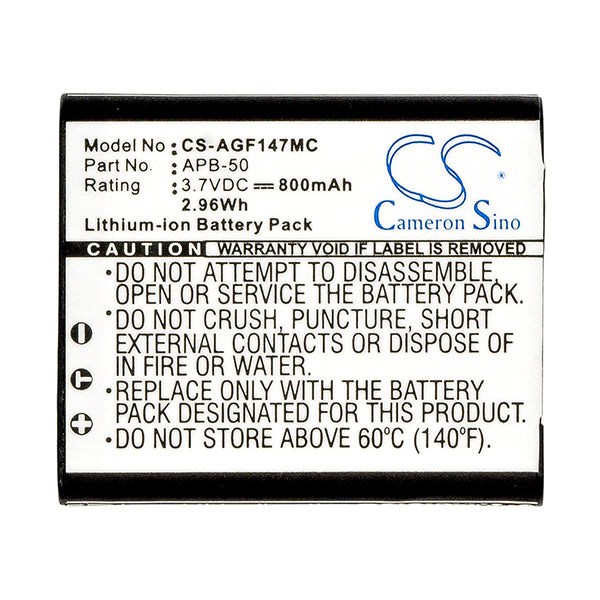 Model No: CS-AGF147MC
Part No.: APB-50
Rating: 3.7VDC 800mAh
2.96Wh
Lithium-ion Battery Pack
CS
Cameron Sino
CAUTION WARRANTY VOID IF LABEL IS REMOVED
•DO NOT ATTEMPT TO DISASSEMBLE,
OPEN OR SERVICE THE BATTERY PACK.
•DO NOT CRUSH, PUNCTURE, SHORT
EXTERNAL CONTACTS OR DISPOSE OF
IN FIRE OR WATER.
•REPLACE ONLY WITH THE BATTERY
PACK DESIGNATED FOR YOUR
MC.
•DO NOT STORE ABOVE 60°C (140°F).